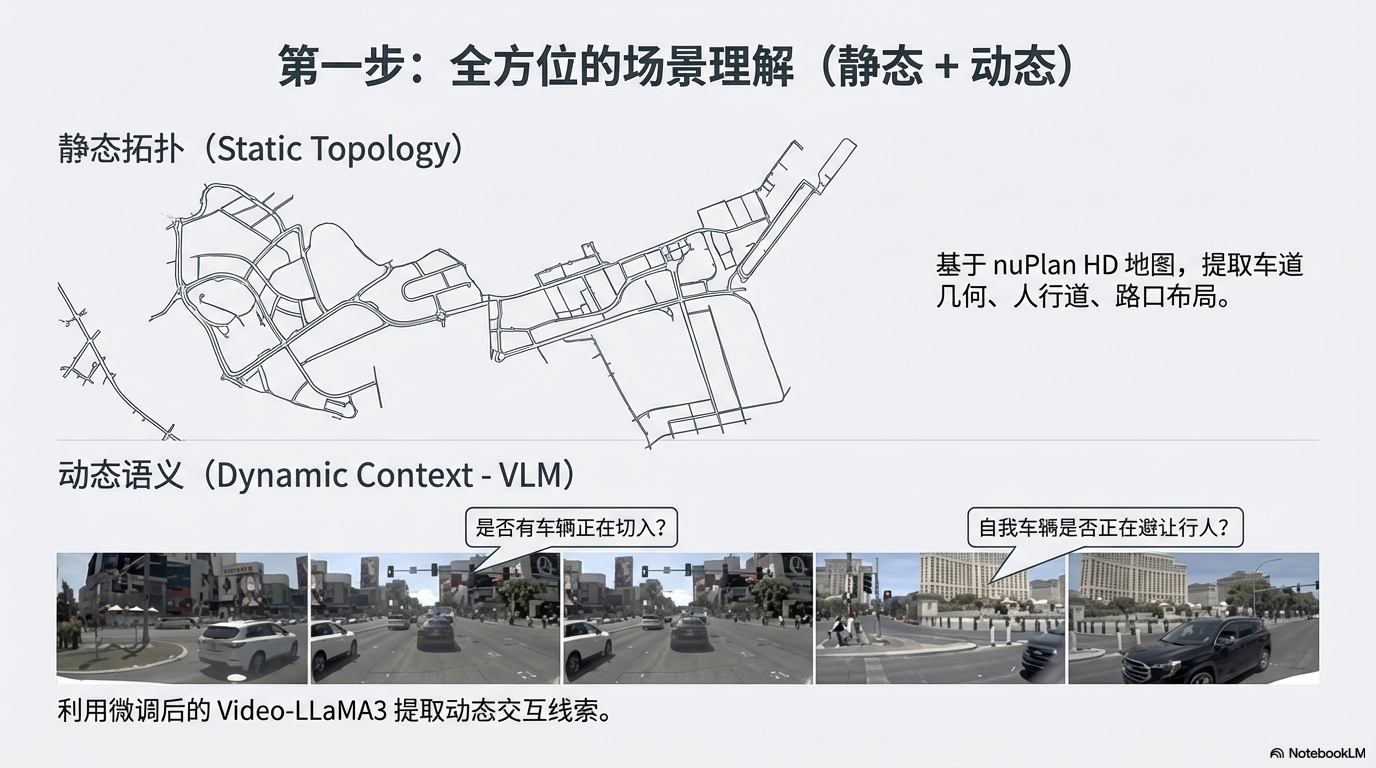 第一步：全方位的场景理解（静态 + 动态）
静态拓扑（Static Topology）
基于 nuPlan HD 地图，提取车道
几何、人行道、路口布局。
动态语义（Dynamic Context - VLM）
是否有车辆正在切入？
自我车辆是否正在避让行人？
利用微调后的 Video-LLaMA3 提取动态交互线索。
NotebookLM